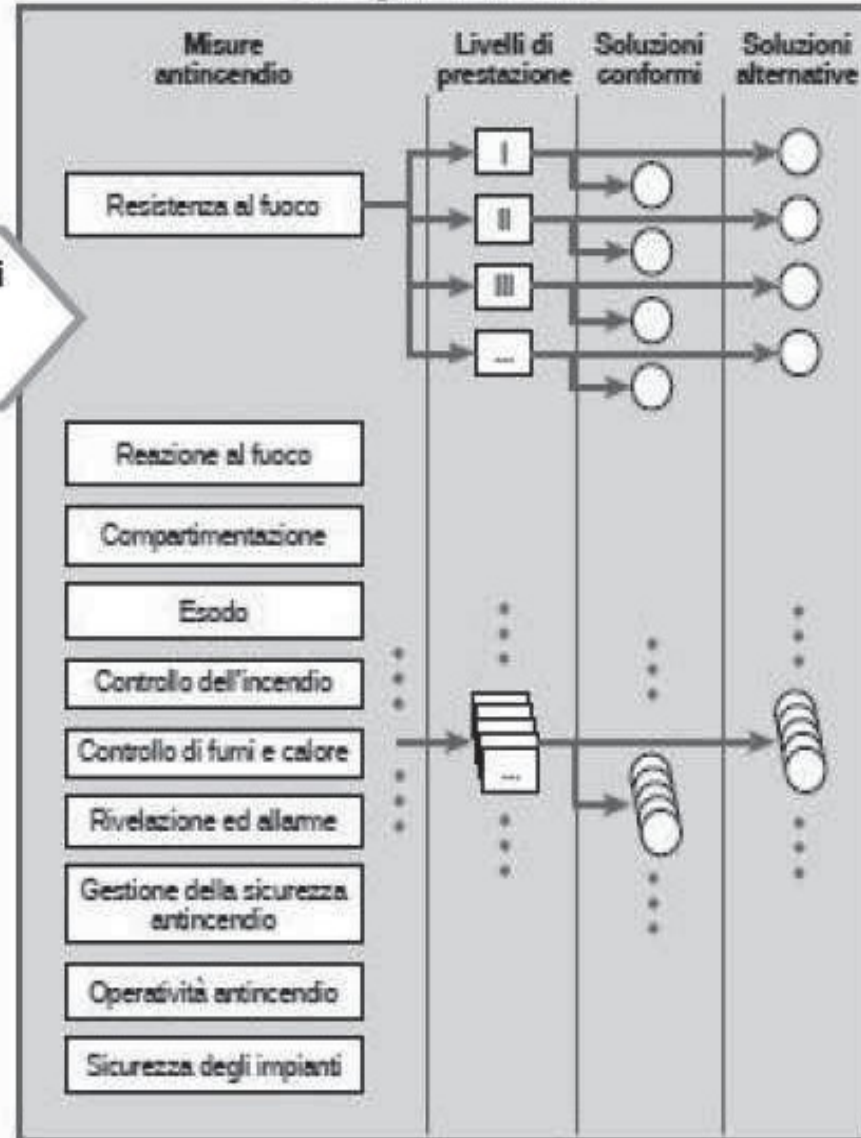 Misure
antincendio
Livelli di
prestazione
Soluzioni
conformi
Soluzioni
alternative
Resistenza al fuoco
I
II
III
...
i
Reazione al fuoco
Compartimentazione
Esodo
Controllo dell'incendio
Controllo di fumi e calore
...
Rivelazione ed allarme
Gestione della sicurezza
antincendio
Operatività antincendio
Sicurezza degli impianti